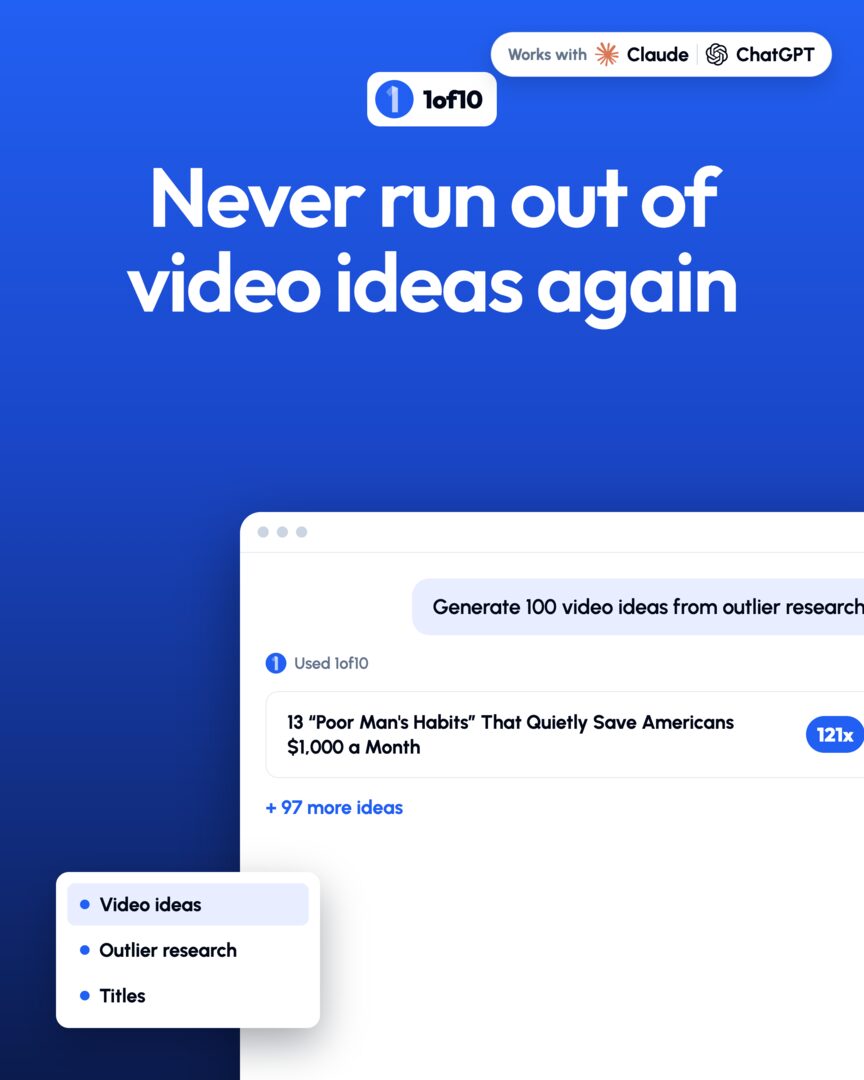 Works with Claude ChatGPT
1of10
Never run out of
video ideas again
Generate 100 video ideas from outlier research
Used 1of10
13 “Poor Man's Habits” That Quietly Save Americans
$1,000 a Month
121x
+ 97 more ideas
Video ideas
Outlier research
Titles